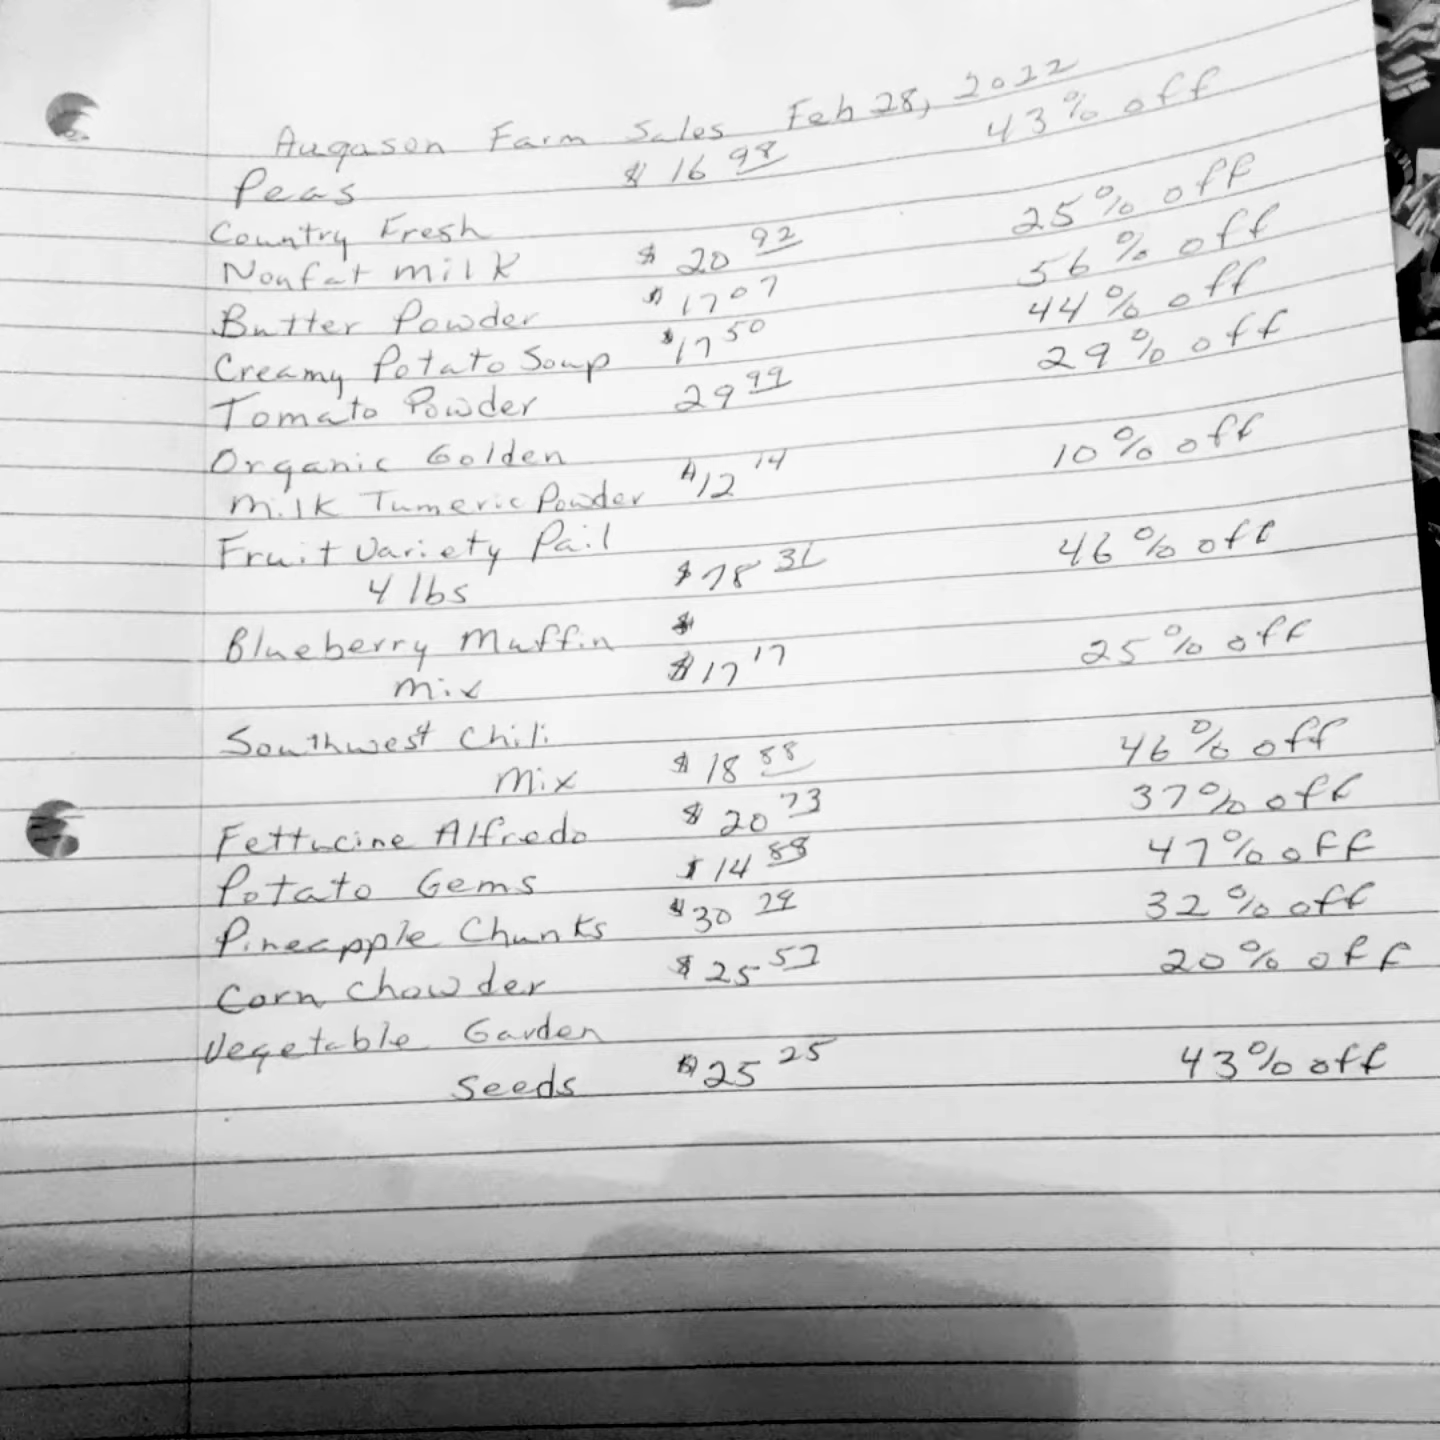 Augason Farm Sales Feb 28, 2022
Peas $16 98 43% off
Country Fresh
Nonfat milk $20 92 25% off
Butter Powder $17 07 56% off
Creamy Potato Soup $17 50 44% off
Tomato Powder 29 99 29% off
Organic Golden
Milk Tumeric Powder $12 14 10% off
Fruit Variety Pail
4 lbs $78 31 46% off
Blueberry Muffin $
Mix $17 17 25% off
Southwest Chili
Mix $18 88 46% off
Fettucine Alfredo $20 73 37% off
Potato Gems $14 88 47% off
Pineapple Chunks $30 29 32% off
Corn Chowder $25 57 20% off
Vegetable Garden
Seeds $25 25 43% off